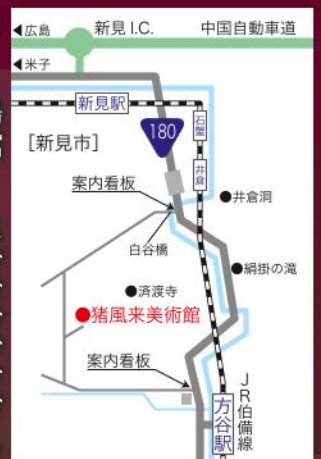 ◀広島
新見 I.C.
中国自動車道
◀米子
新見駅
石蟹
180
[新見市]
井倉
案内看板
●井倉洞
白谷橋
●絹掛の滝
●済渡寺
●猪風来美術館
案内看板
JR伯備線
方谷駅